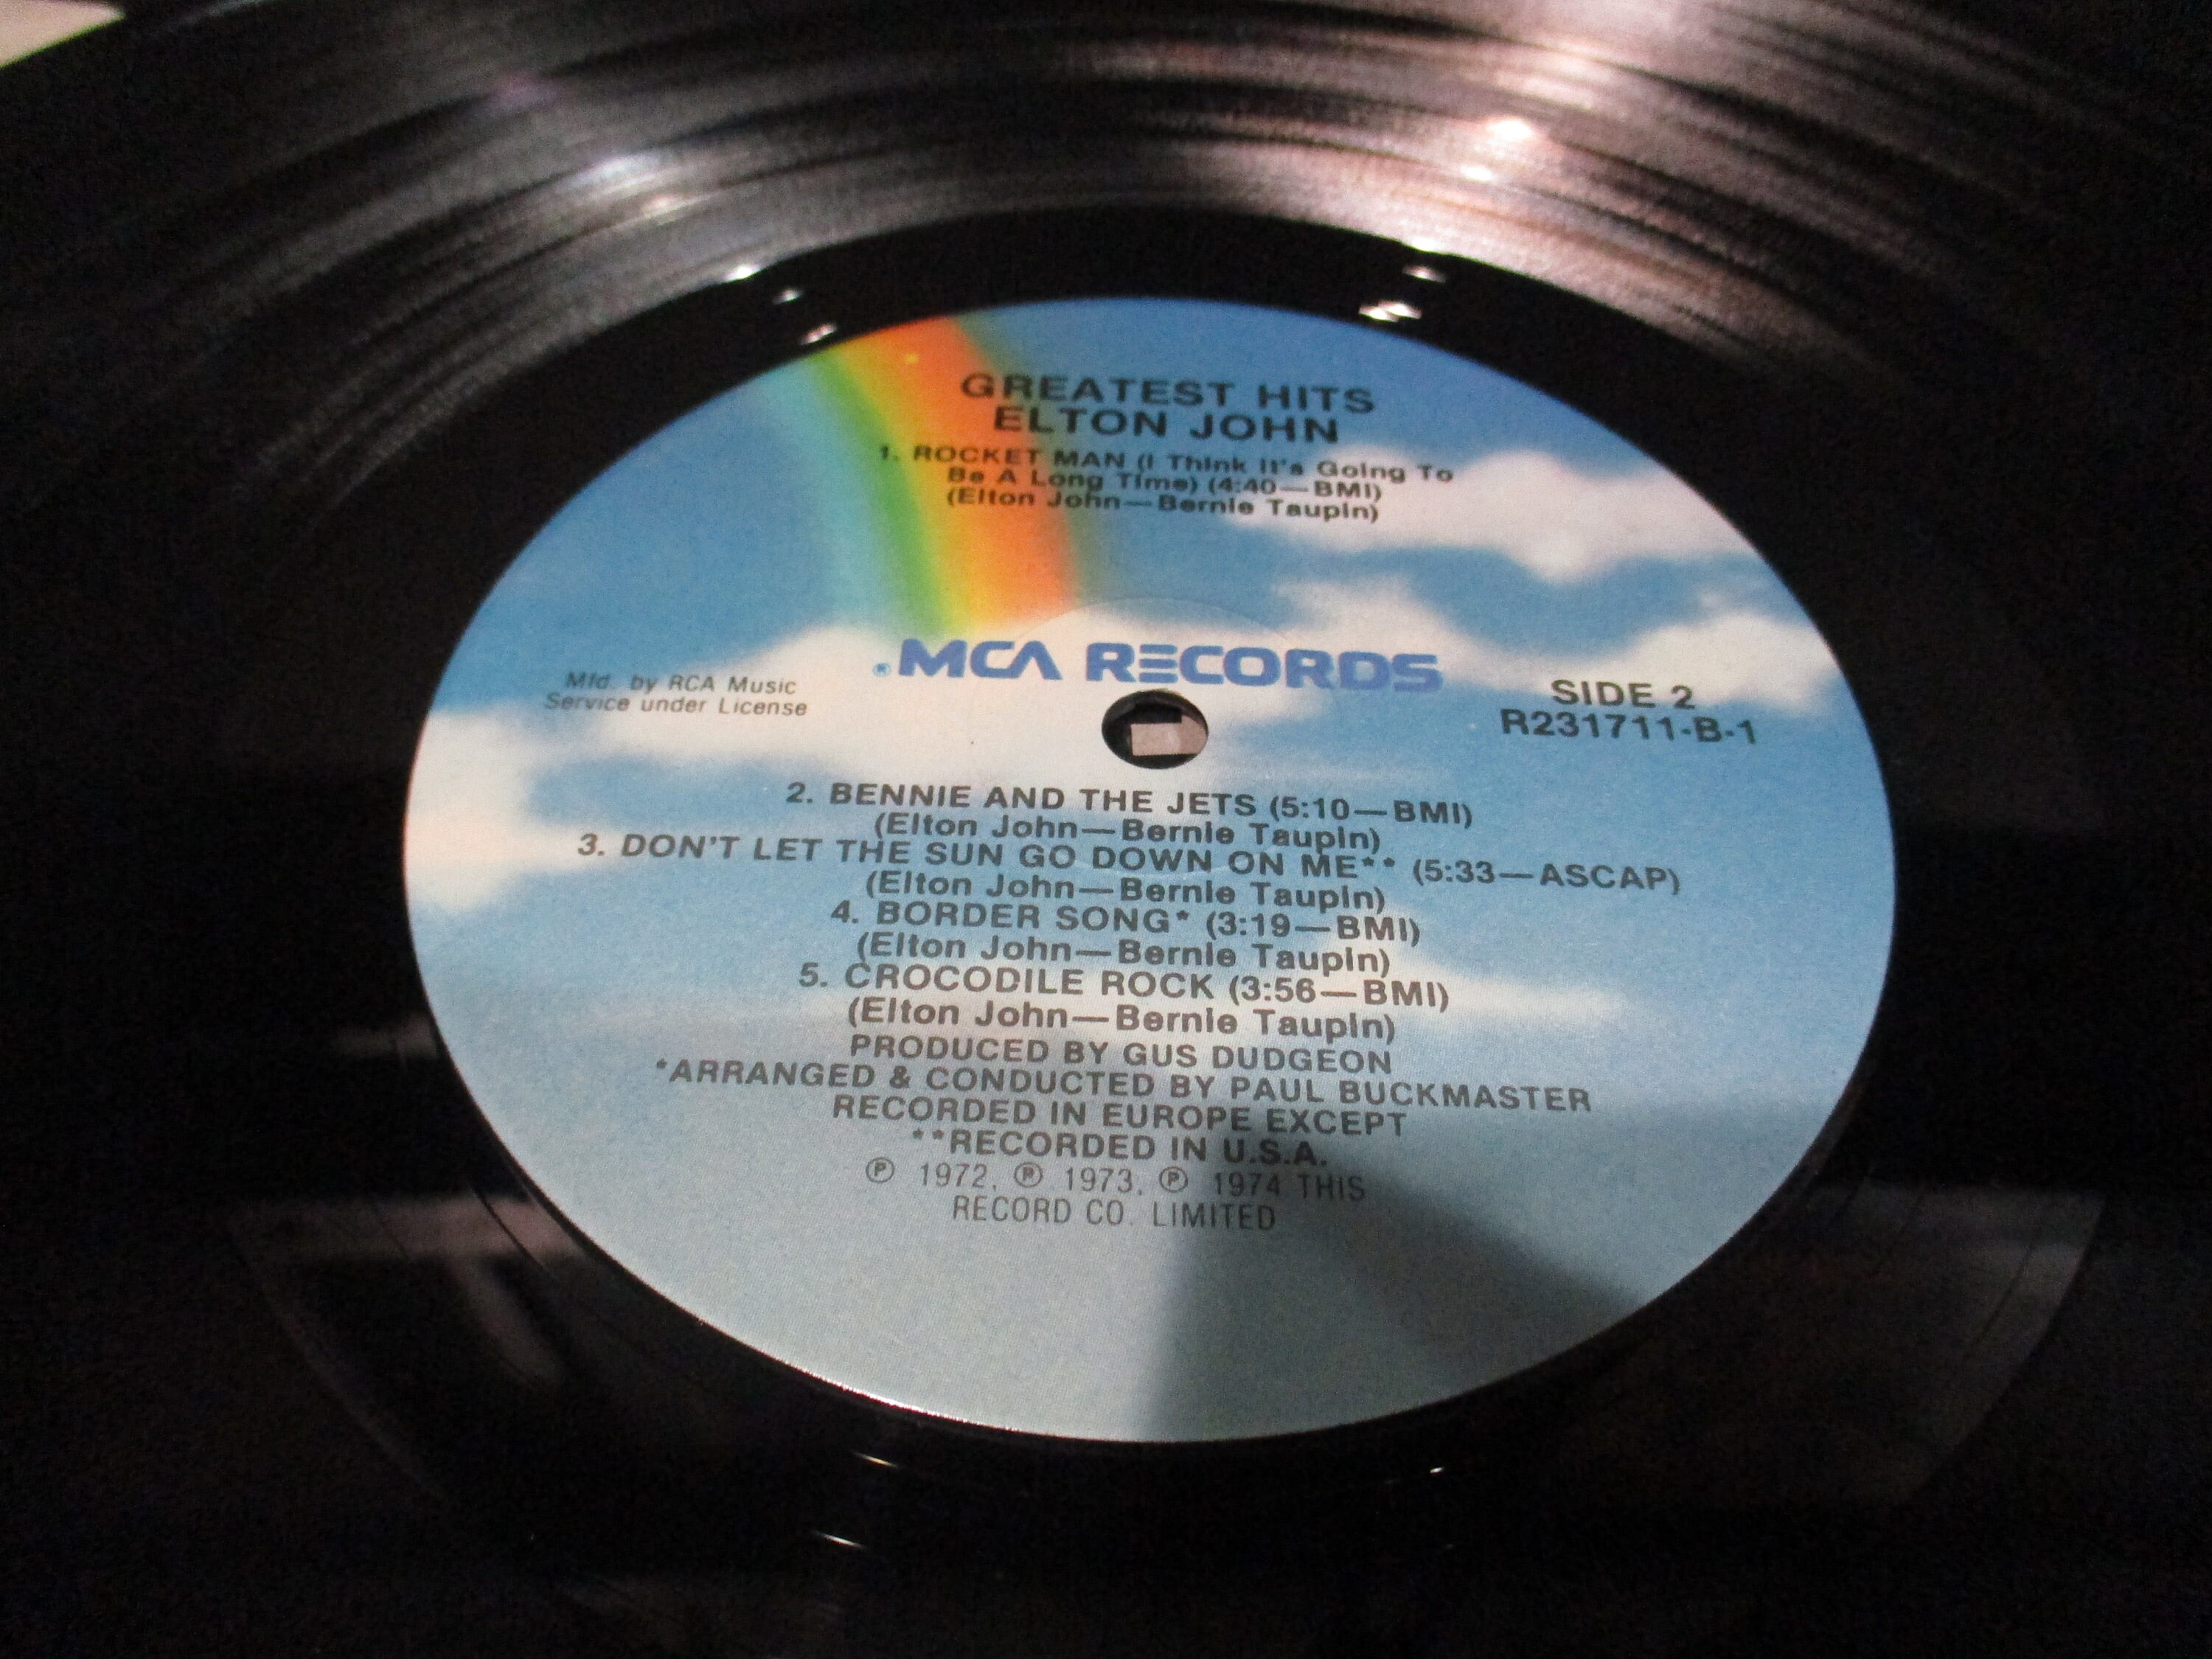 GREATEST HITS
ELTON JOHN
1. ROCKET MAN (I Think It's Going To
Be A Long Time) (4:40—BMI)
(Elton John—Bernie Taupin)
® MCA RECORDS
Mfd. by RCA Music
Service under License
SIDE 2
R231711-B-1
2. BENNIE AND THE JETS (5:10—BMI)
(Elton John—Bernie Taupin)
3. DON'T LET THE SUN GO DOWN ON ME** (5:33—ASCAP)
(Elton John—Bernie Taupin)
4. BORDER SONG* (3:19—BMI)
(Elton John—Bernie Taupin)
5. CROCODILE ROCK (3:56—BMI)
(Elton John—Bernie Taupin)
PRODUCED BY GUS DUDGEON
*ARRANGED & CONDUCTED BY PAUL BUCKMASTER
RECORDED IN EUROPE EXCEPT
**RECORDED IN U.S.A.
℗ 1972, ℗ 1973, ℗ 1974 THIS
RECORD CO. LIMITED